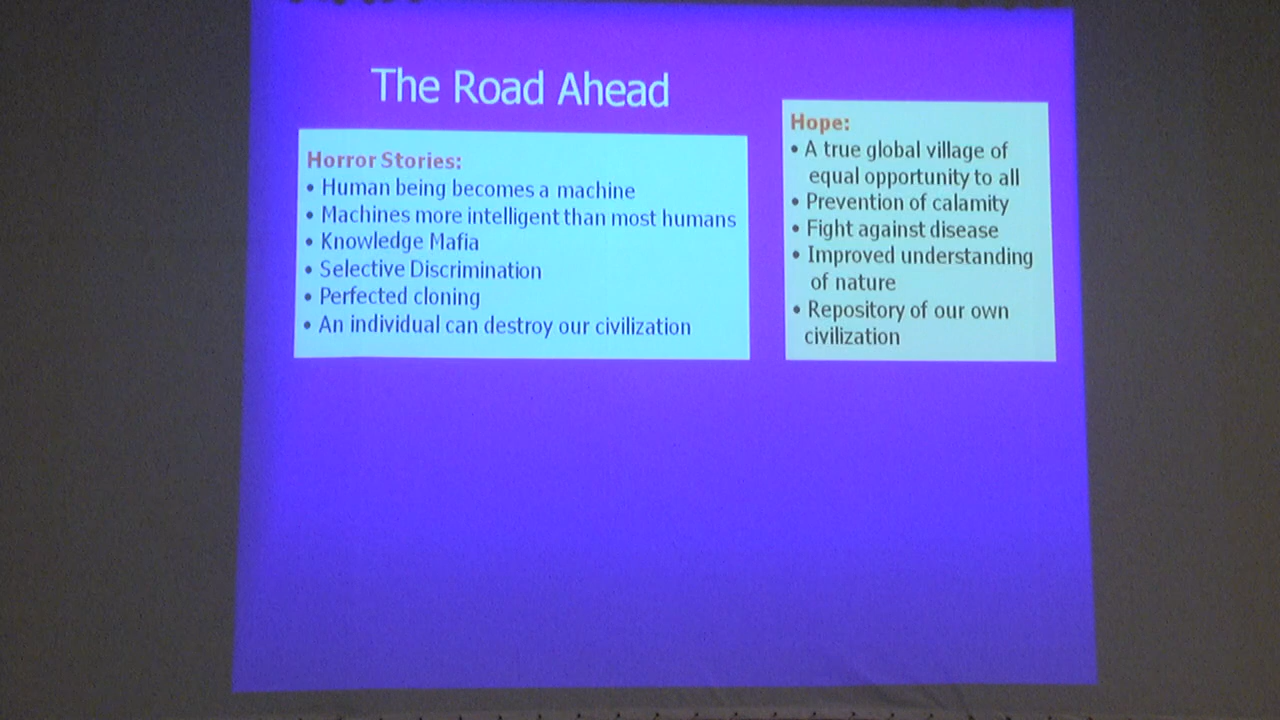 The Road Ahead
Horror Stories:
• Human being becomes a machine
• Machines more intelligent than most humans
• Knowledge Mafia
• Selective Discrimination
• Perfected cloning
• An individual can destroy our civilization
Hope:
• A true global village of
equal opportunity to all
• Prevention of calamity
• Fight against disease
• Improved understanding
of nature
• Repository of our own
civilization